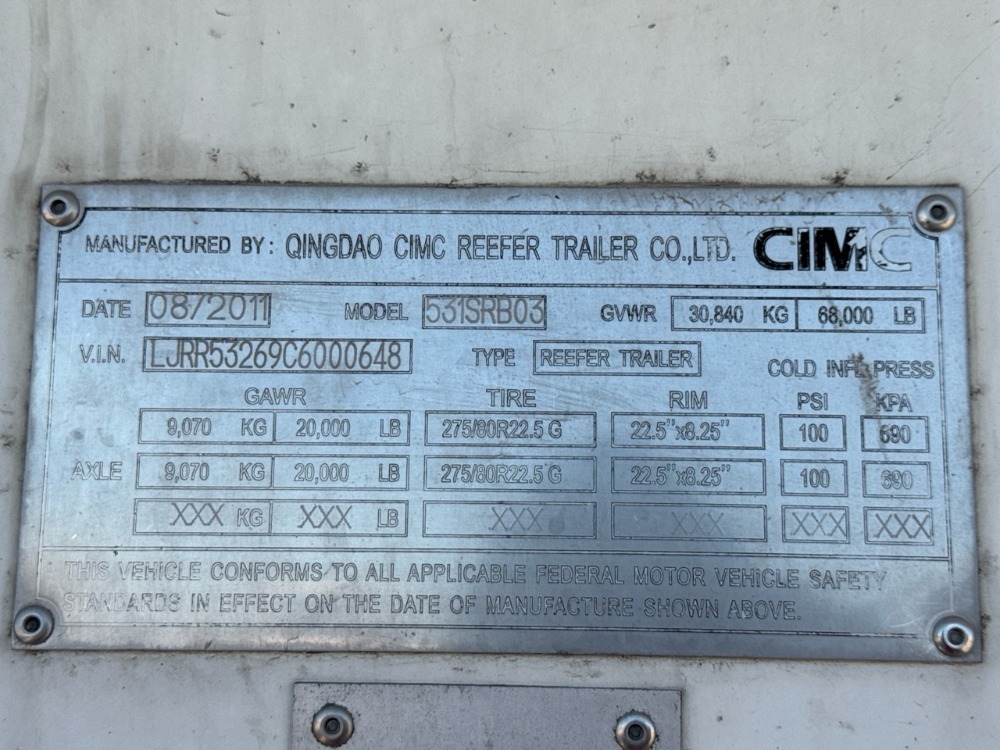 MANUFACTURED BY: QINGDAO CIMC REEFER TRAILER CO.,LTD. CIMC
DATE 08/2011 MODEL 531SRB03 GVWR 30,840 KG 68,000 LB
V.I.N. LJRR53269C6000648 TYPE REEFER TRAILER
COLD INFL PRESS
GAWR TIRE RIM PSI KPA
9,070 KG 20,000 LB 275/80R22.5 G 22.5"x8.25" 100 690
AXLE 9,070 KG 20,000 LB 275/80R22.5 G 22.5"x8.25" 100 690
XXX KG XXX LB XXX XXX XXX XXX
THIS VEHICLE CONFORMS TO ALL APPLICABLE FEDERAL MOTOR VEHICLE SAFETY
STANDARDS IN EFFECT ON THE DATE OF MANUFACTURE SHOWN ABOVE.